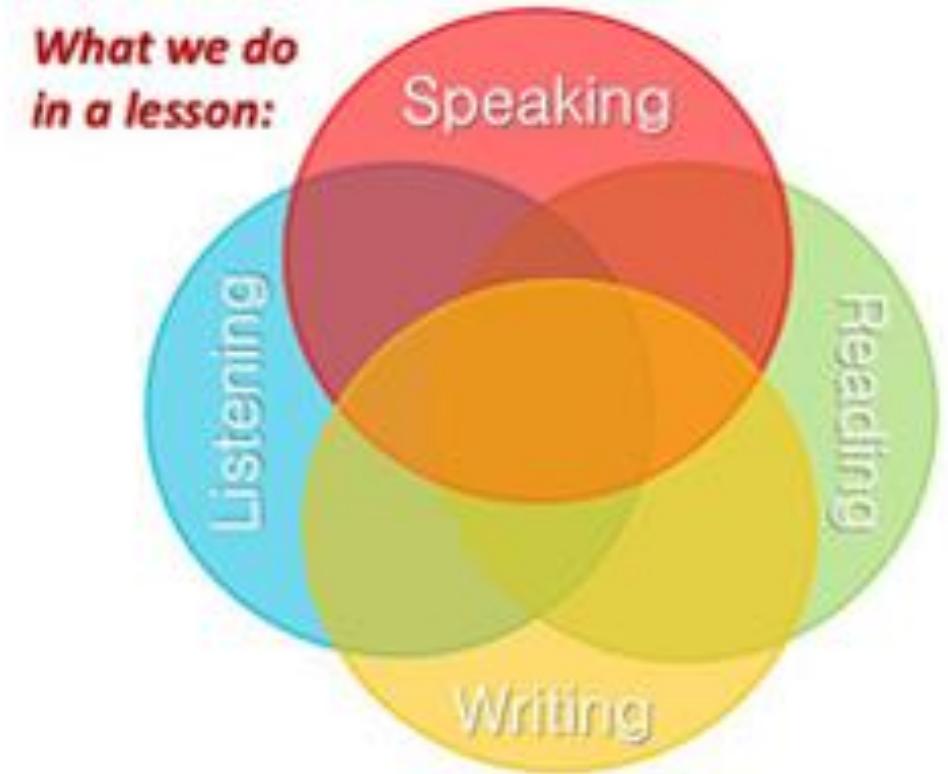 What we do
in a lesson:
Speaking
Listening
Reading
Writing